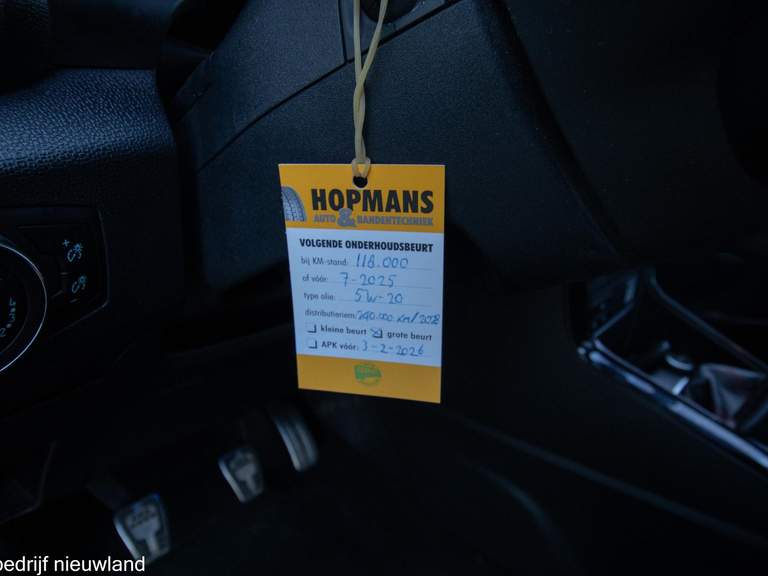 HOPMANS
AUTO & BANDENTECHNIEK
VOLGENDE ONDERHOUDSBEURT
bij KM-stand: 118.000
of vóór: 7-2025
type olie: 5W-20
distributieriem: 240.000 km/2028
kleine beurt grote beurt
APK vóór: 3-2-2026
bedrijf nieuwland